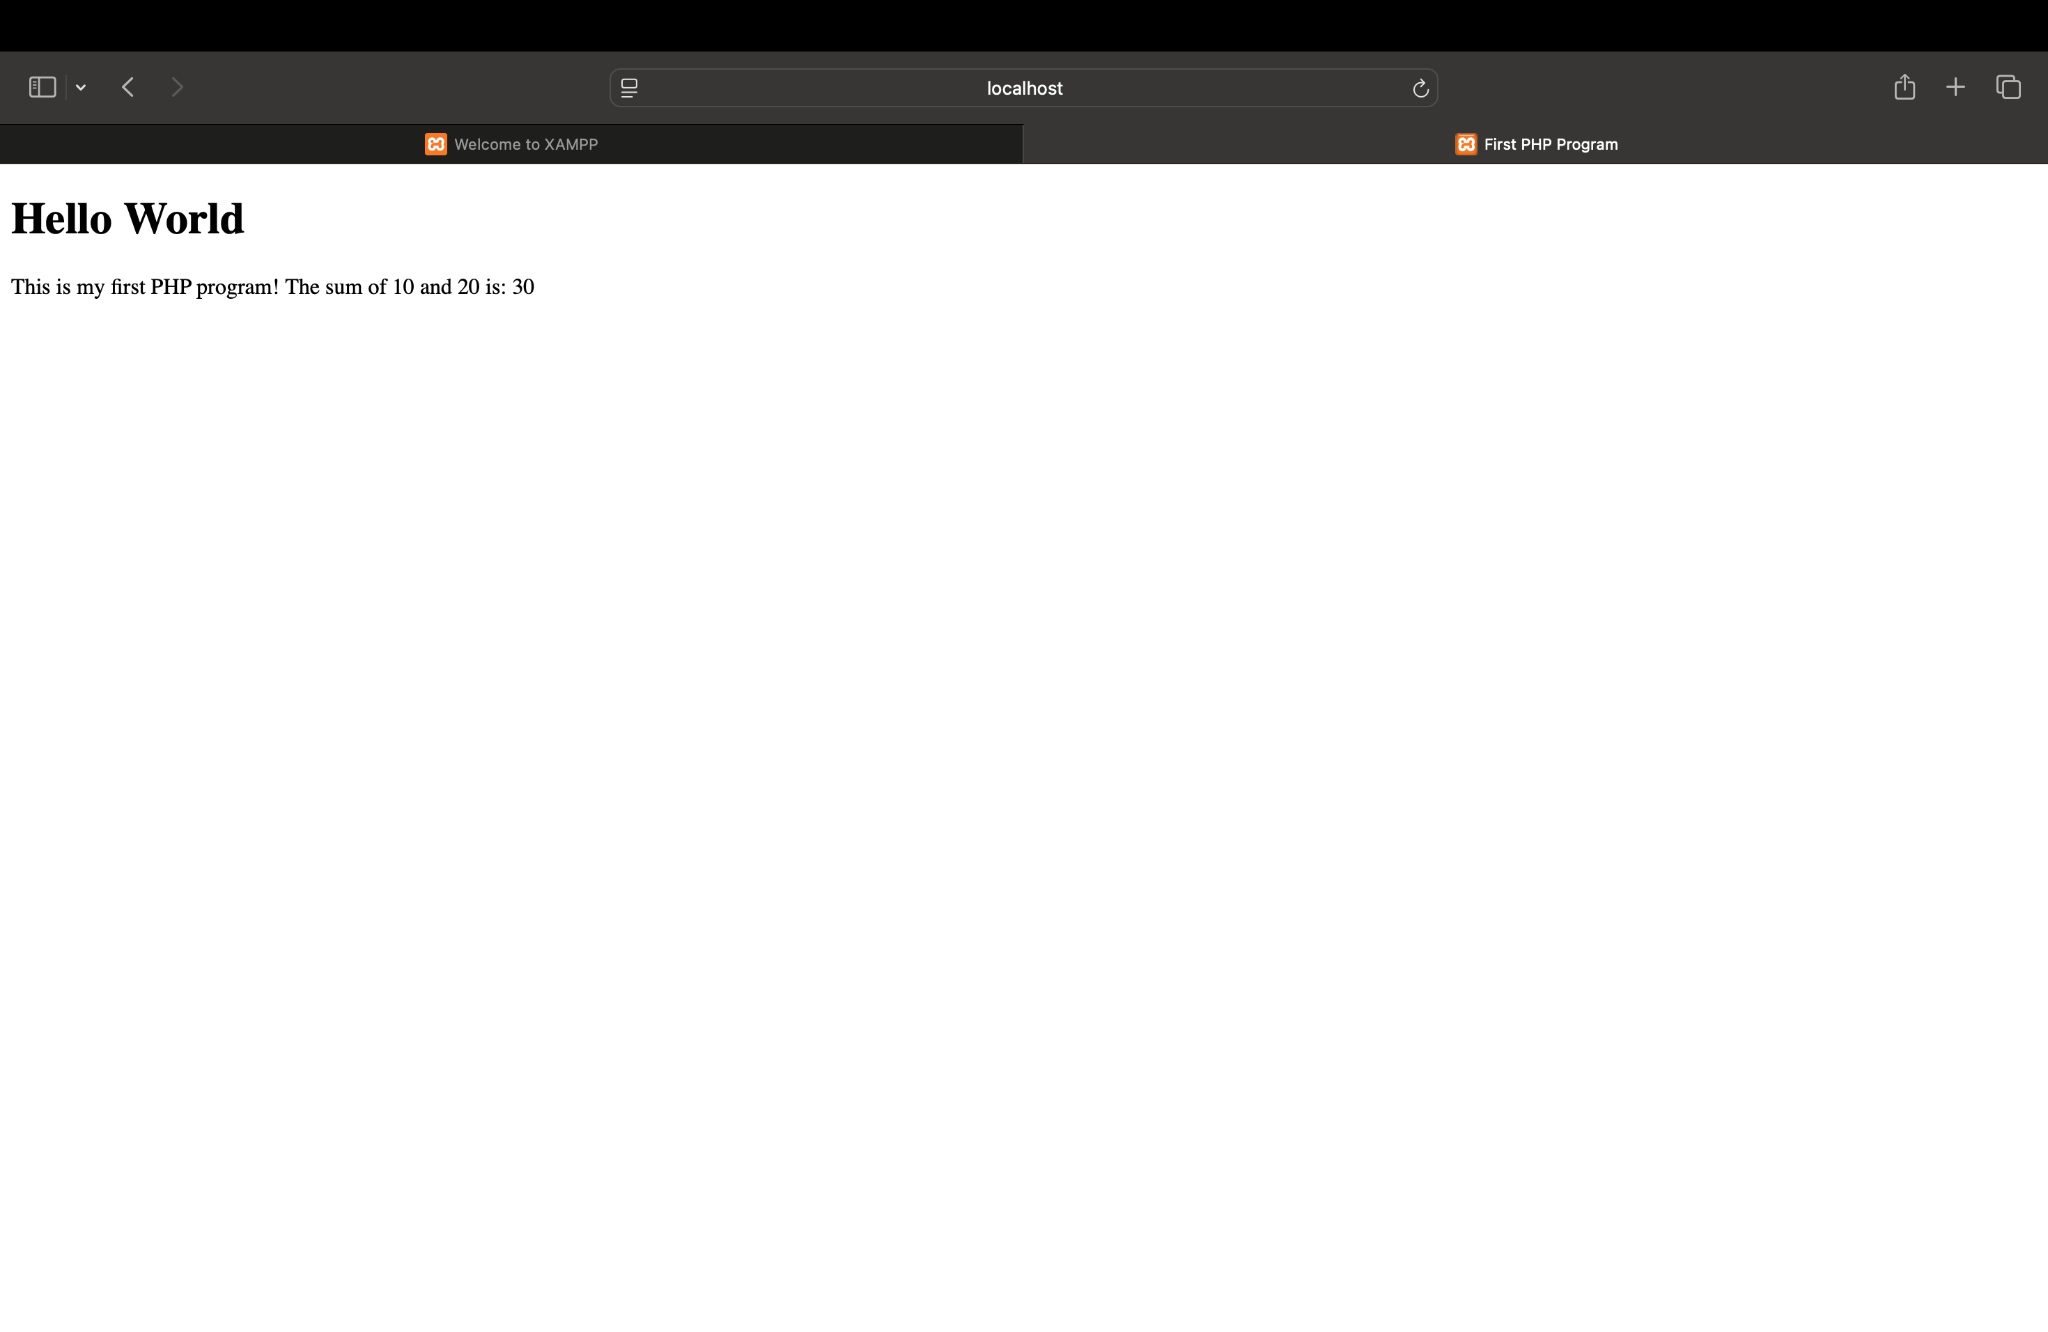 localhost
Welcome to XAMPP
First PHP Program
Hello World
This is my first PHP program! The sum of 10 and 20 is: 30